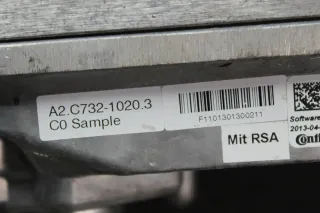 A2.C732-1020.3
C0 Sample
F1101301300211
Mit RSA
Software
2013-04-